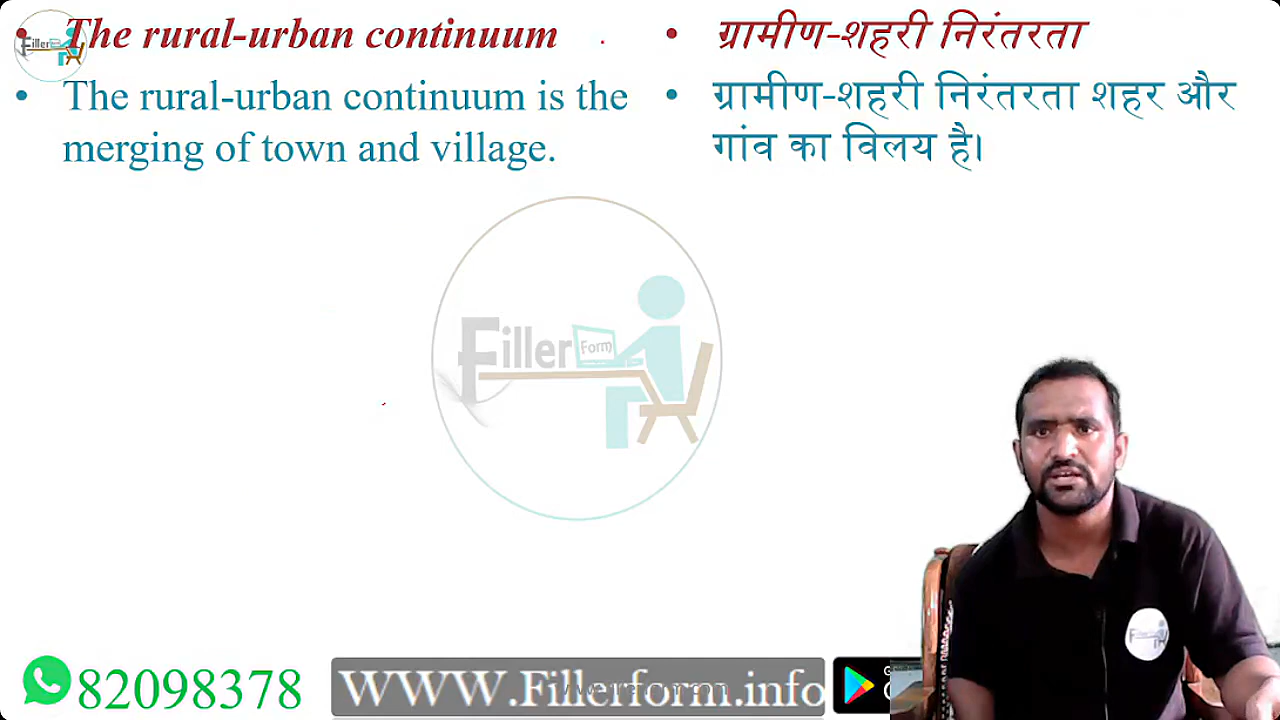 The rural-urban continuum
The rural-urban continuum is the
merging of town and village.
ग्रामीण-शहरी निरंतरता
ग्रामीण-शहरी निरंतरता शहर और
गांव का विलय है।
Filler Form
82098378
WWW.Fillerform.info